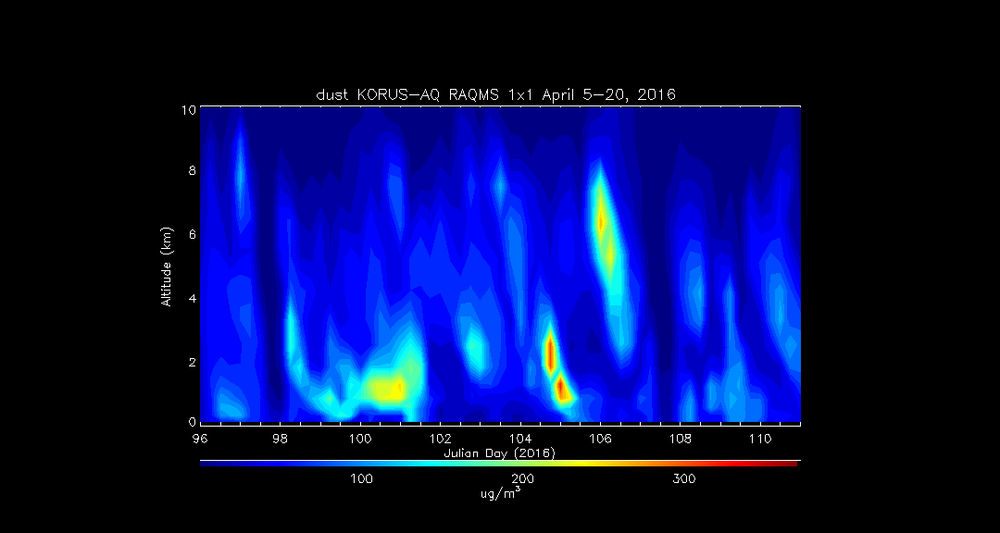 dust KORUS-AQ RAQMS 1x1 April 5-20, 2016
10
8
6
4
2
0
Altitude (km)
96 98 100 102 104 106 108 110
Julian Day (2016)
100 200 300
ug/m³